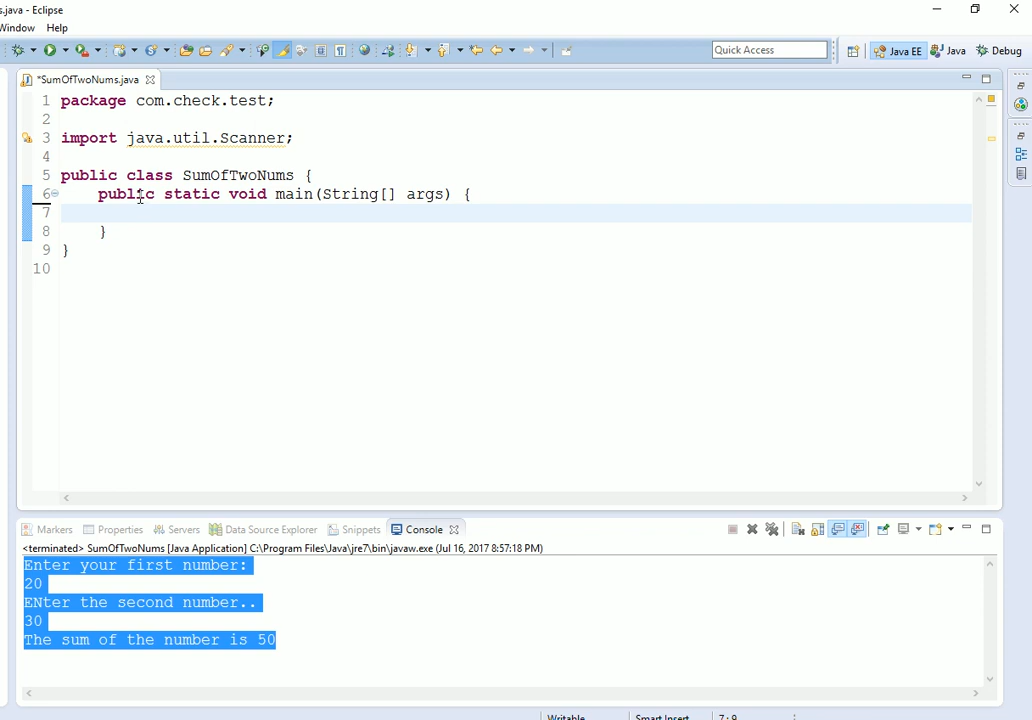 s.java - Eclipse
Window Help
Quick Access
Java EE
Java
Debug
*SumOfTwoNums.java
1 package com.check.test;
2
3 import java.util.Scanner;
4
5 public class SumOfTwoNums {
6 public static void main(String[] args) {
7
8 }
9 }
10
Markers Properties Servers Data Source Explorer Snippets Console
<terminated> SumOfTwoNums [Java Application] C:\Program Files\Java\jre7\bin\javaw.exe (Jul 16, 2017 8:57:18 PM)
Enter your first number:
20
ENter the second number..
30
The sum of the number is 50
Writable Smart Insert 7 : 9